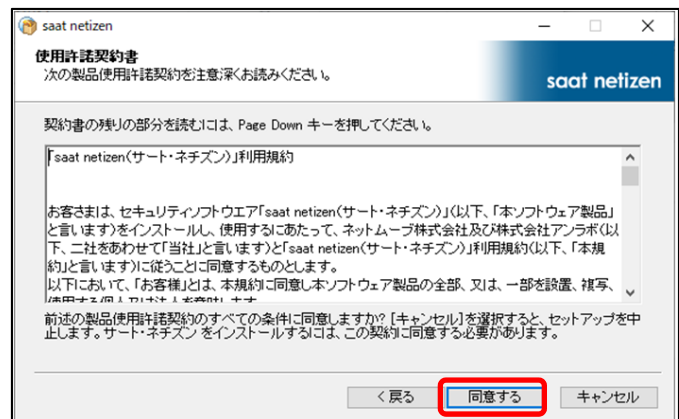 saat netizen
使用許諾契約書
次の製品使用許諾契約を注意深くお読みください。
saat netizen
契約書の残りの部分を読むには、Page Down キーを押してください。
「saat netizen(サート・ネチズン)」利用規約
お客さまは、セキュリティソフトウエア「saat netizen(サート・ネチズン)」(以下、「本ソフトウェア製品」
と言います)をインストールし、使用するにあたって、ネットムーブ株式会社及び株式会社アンラボ(以
下、二社をあわせて「当社」と言います)と「saat netizen(サート・ネチズン)」利用規約(以下、「本規
約」と言います)に従うことに同意するものとします。
以下において、「お客様」とは、本規約に同意し本ソフトウェア製品の全部、又は、一部を設置、複写、
使用する個人又は法人を意味します
前述の製品使用許諾契約のすべての条件に同意しますか? [キャンセル]を選択すると、セットアップを中
止します。サート・ネチズン をインストールするには、この契約に同意する必要があります。
< 戻る
同意する
キャンセル